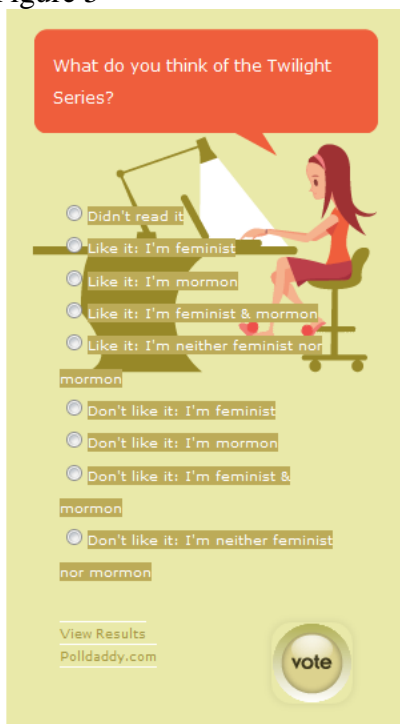 What do you think of the Twilight
Series?
Didn't read it
Like it: I'm feminist
Like it: I'm mormon
Like it: I'm feminist & mormon
Like it: I'm neither feminist nor
mormon
Don't like it: I'm feminist
Don't like it: I'm mormon
Don't like it: I'm feminist &
mormon
Don't like it: I'm neither feminist
nor mormon
View Results
Polldaddy.com
vote